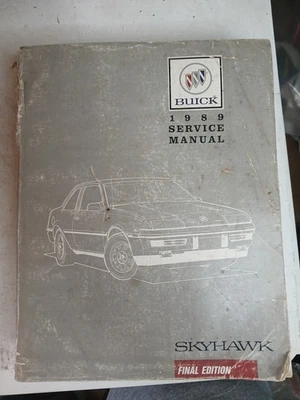 BUICK
1989
SERVICE
MANUAL
SKYHAWK
FINAL EDITION